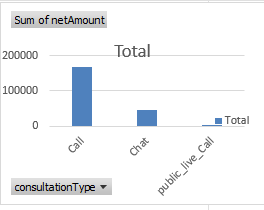 Sum of netAmount
Total
200000
100000
0
Call
Chat
public_live_Call
Total
consultationType